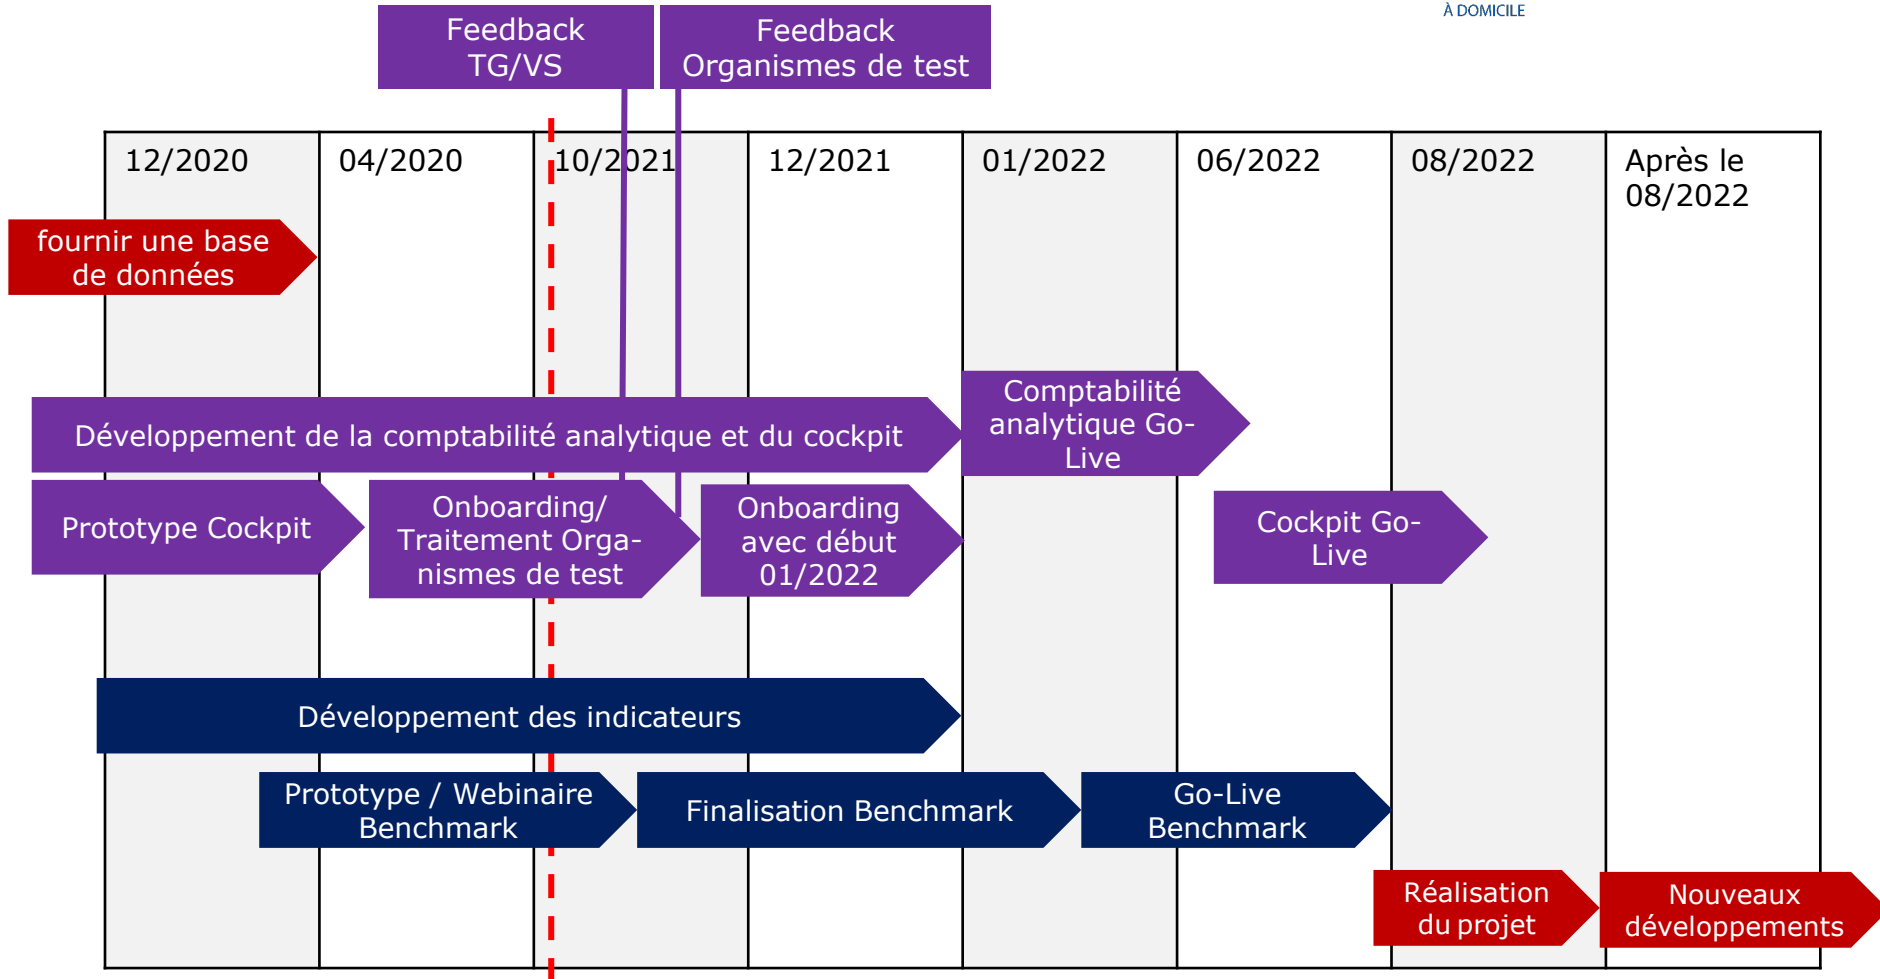 À DOMICILE
Feedback
TG/VS
Feedback
Organismes de test
12/2020
04/2020
10/2021
12/2021
01/2022
06/2022
08/2022
Après le
08/2022
fournir une base
de données
Comptabilité
analytique Go-
Live
Développement de la comptabilité analytique et du cockpit
Prototype Cockpit
Onboarding/
Traitement Orga-
nismes de test
Onboarding
avec début
01/2022
Cockpit Go-
Live
Développement des indicateurs
Prototype / Webinaire
Benchmark
Finalisation Benchmark
Go-Live
Benchmark
Réalisation
du projet
Nouveaux
développements